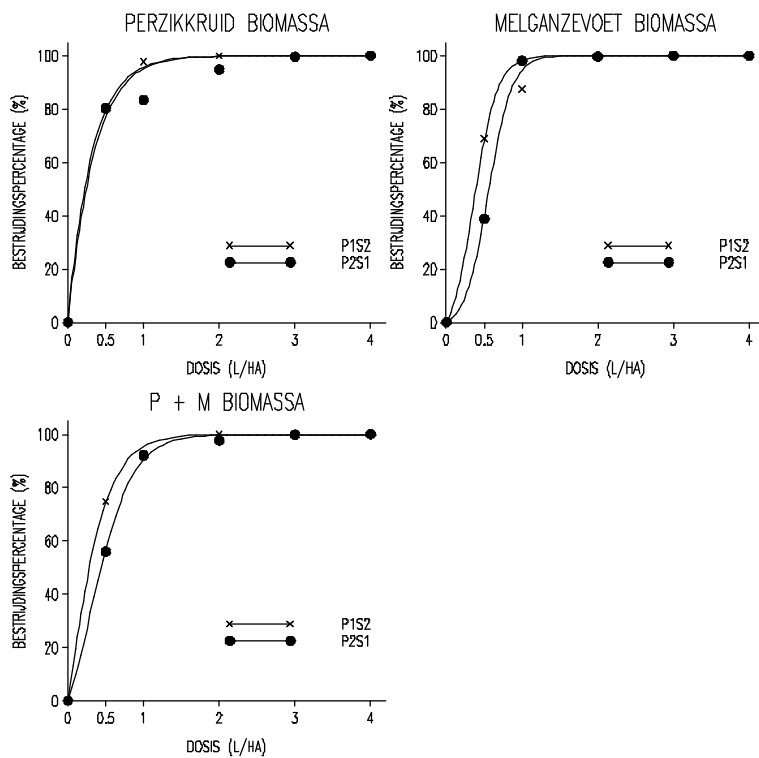 PERZIKKRUID BIOMASSA
BESTRIJDINGSPERCENTAGE (%)
100
80
60
40
20
0
P1S2
P2S1
0 0.5 1 2 3 4
DOSIS (L/HA)
MELGANZEVOET BIOMASSA
BESTRIJDINGSPERCENTAGE (%)
100
80
60
40
20
0
P1S2
P2S1
0 0.5 1 2 3 4
DOSIS (L/HA)
P + M BIOMASSA
BESTRIJDINGSPERCENTAGE (%)
100
80
60
40
20
0
P1S2
P2S1
0 0.5 1 2 3 4
DOSIS (L/HA)